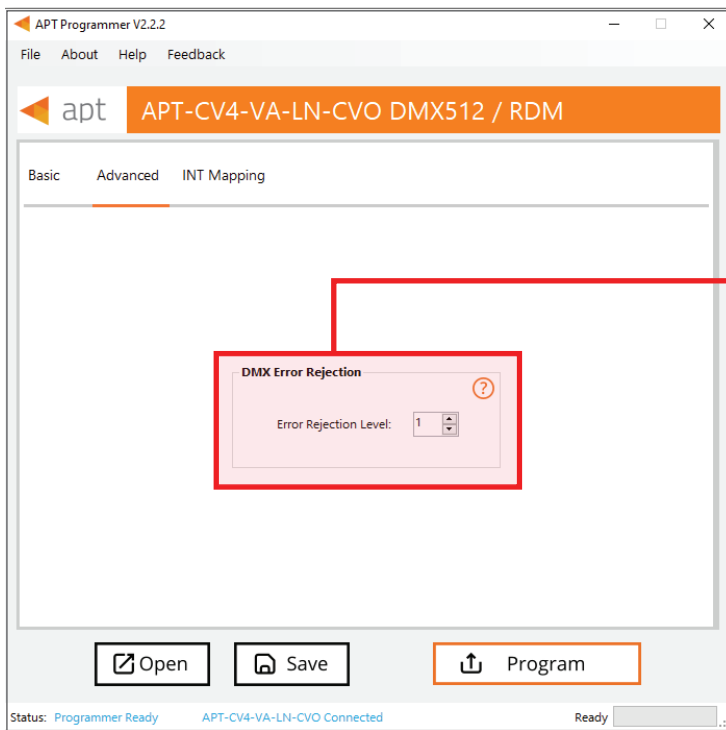 APT Programmer V2.2.2
File About Help Feedback
apt APT-CV4-VA-LN-CVO DMX512 / RDM
Basic Advanced INT Mapping
DMX Error Rejection
?
Error Rejection Level: 1
Open Save Program
Status: Programmer Ready APT-CV4-VA-LN-CVO Connected Ready